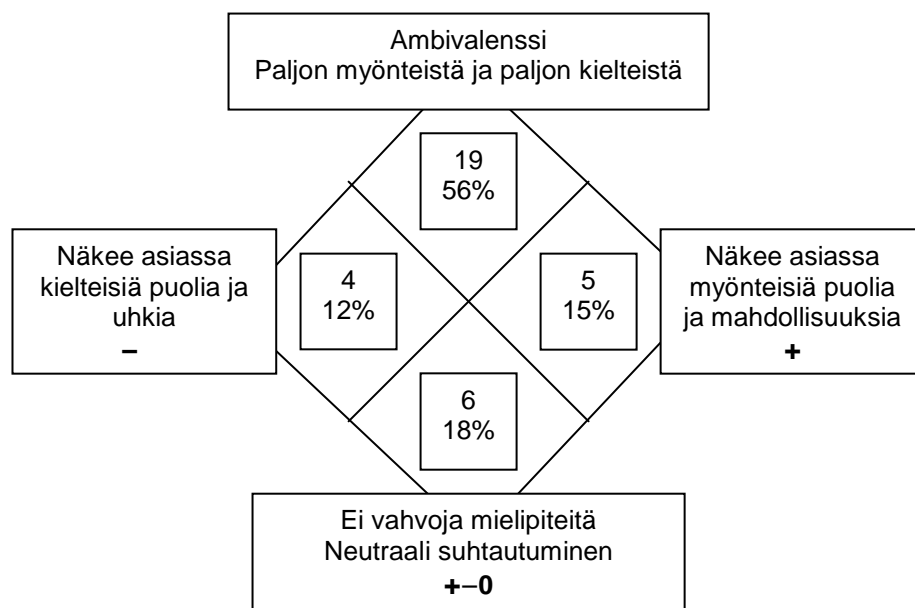 Ambivalenssi
Paljon myönteistä ja paljon kielteistä
19
56%
Näkee asiassa
kielteisiä puolia ja
uhkia
–
4
12%
5
15%
Näkee asiassa
myönteisiä puolia
ja mahdollisuuksia
+
6
18%
Ei vahvoja mielipiteitä
Neutraali suhtautuminen
+–0